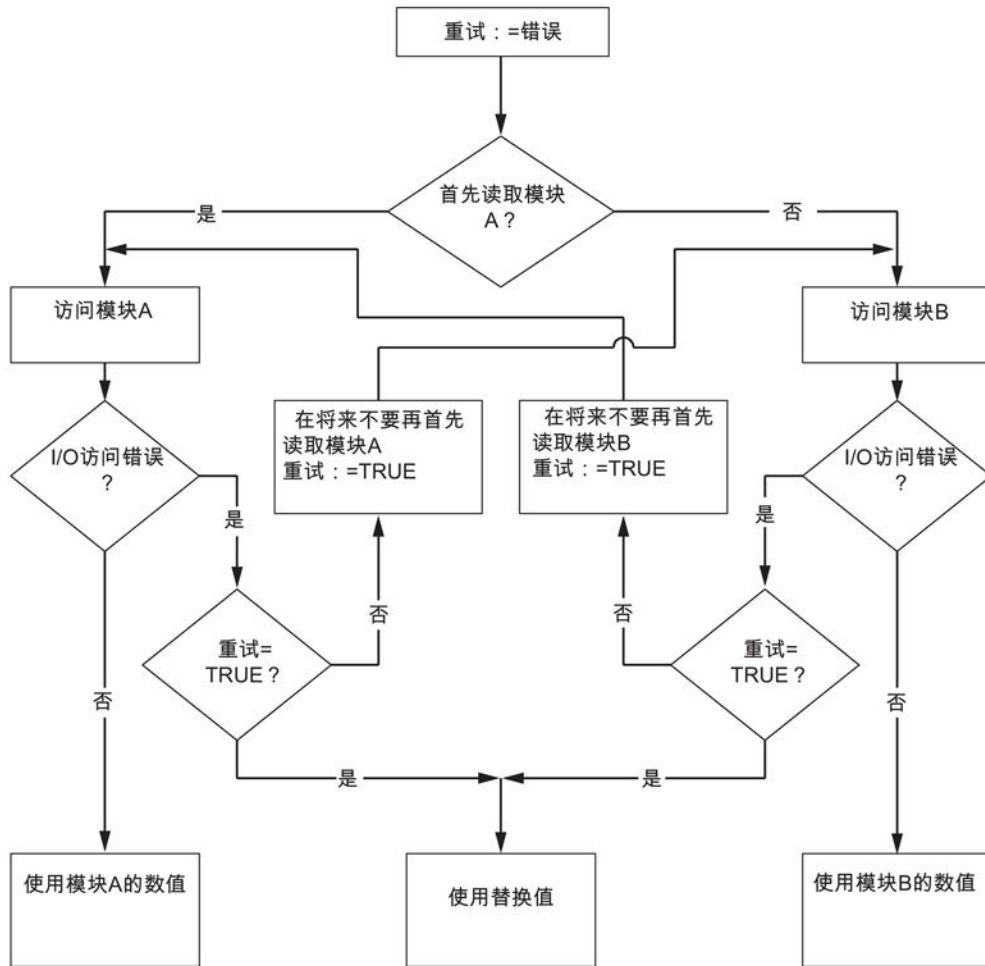 重试：=错误
首先读取模块
A？
是
否
访问模块A
访问模块B
I/O访问错误
？
在将来不要再首先
读取模块A
重试：=TRUE
在将来不要再首先
读取模块B
重试：=TRUE
I/O访问错误
？
是
是
否
否
重试=
TRUE？
重试=
TRUE？
否
否
是
是
使用模块A的数值
使用替换值
使用模块B的数值